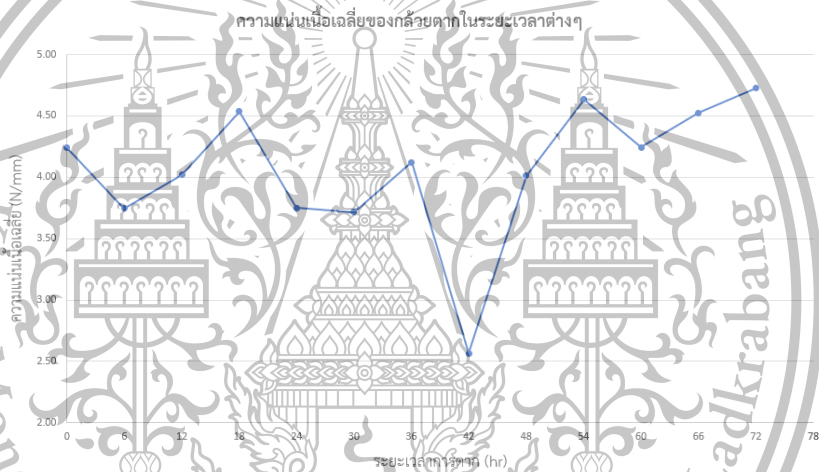 ความแน่นเนื้อเฉลี่ยของกล้วยตากในระยะเวลาต่างๆ
5.00
4.50
4.00
3.50
3.00
2.50
2.00
ความแน่นเนื้อเฉลี่ย (N/mm)
0 6 12 18 24 30 36 42 48 54 60 66 72 78
ระยะเวลาการตาก (hr)
adkrabang